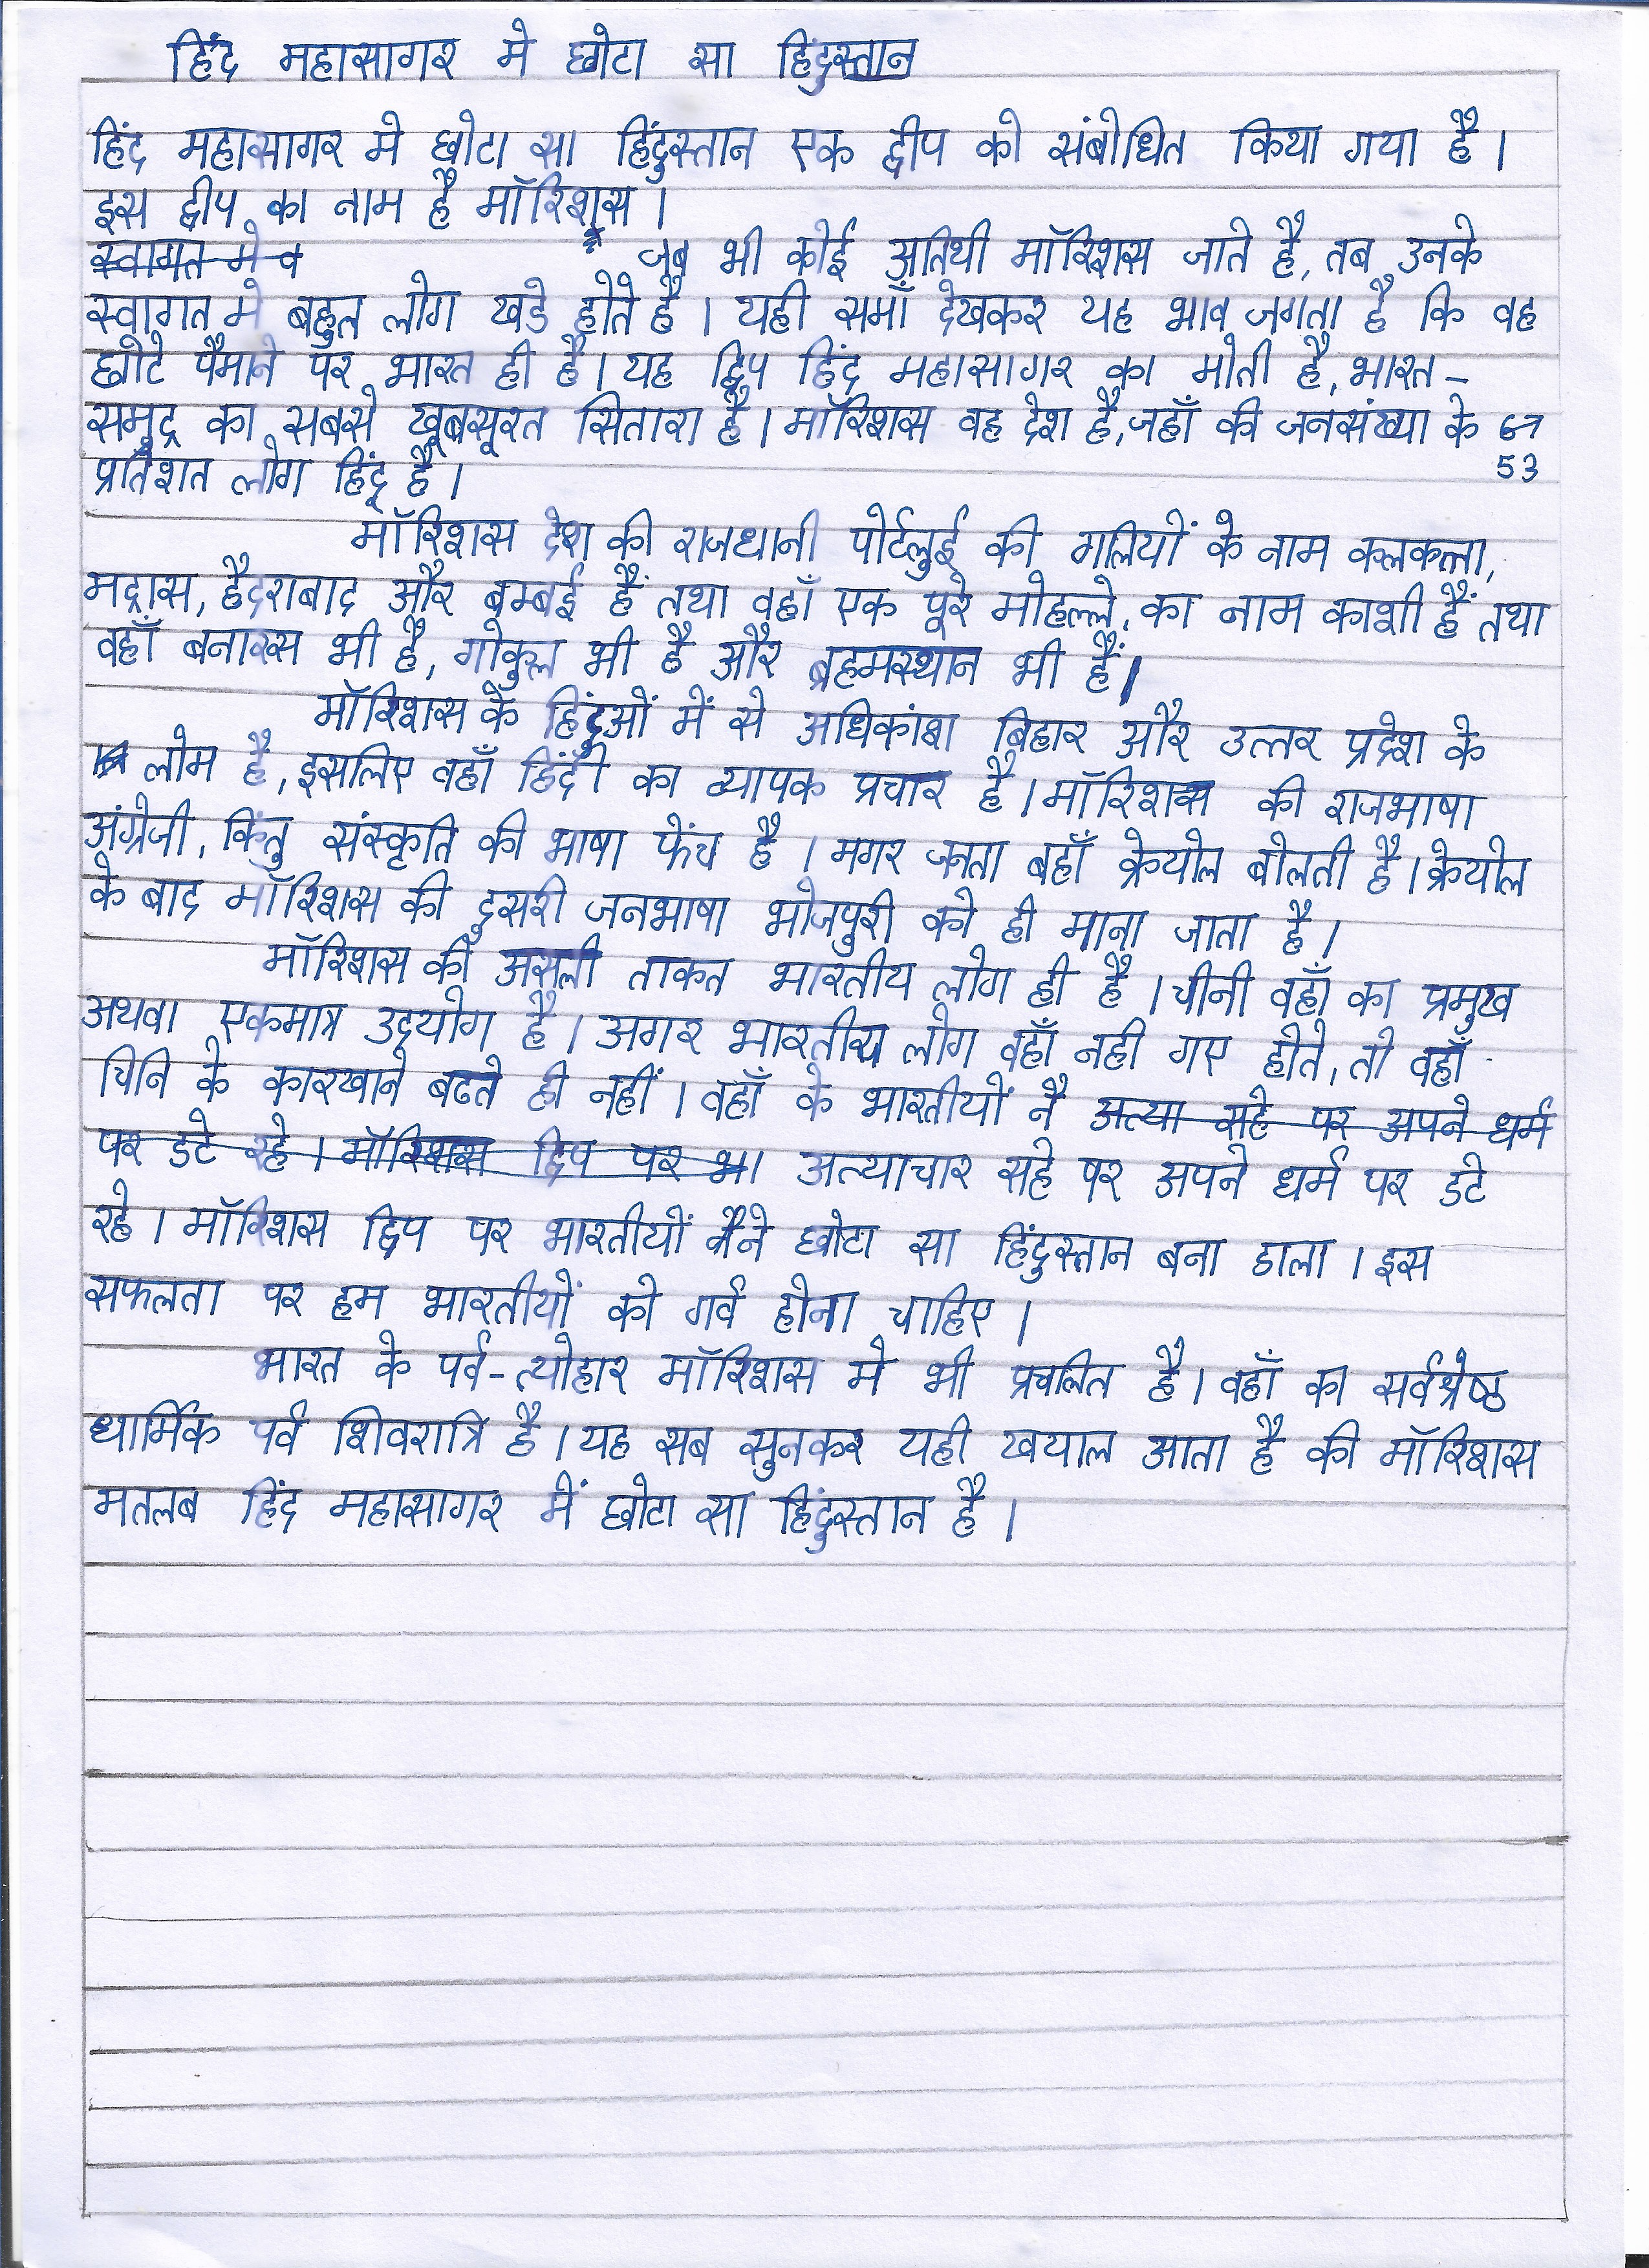 हिंद महासागर मे छोटा सा हिंदुस्तान
हिंद महासागर मे छोटा सा हिंदुस्तान एक द्वीप को संबोधित किया गया है।
इस द्वीप का नाम है मॉरिशस।
स्वागत मे व जब भी कोई अतिथी मॉरिशस जाते है, तब उनके
स्वागत मे बहुत लोग खडे होते है। यही समाँ देखकर यह भाव जगता है कि वह
छोटे पैमाने पर भारत ही है। यह द्विप हिंद महासागर का मोती है, भारत-
समुद्र का सबसे खूबसूरत सितारा है। मॉरिशस वह देश है, जहाँ की जनसंख्या के 67
53
प्रतिशत लोग हिंदू है।
मॉरिशस देश की राजधानी पोर्टलुई की गलियों के नाम कलकत्ता,
मद्रास, हैदराबाद और बम्बई हैं तथा वहाँ एक पूरे मोहल्ले का नाम काशी हैं तथा
वहाँ बनारस भी है, गोकुल भी है और ब्रहमस्थान भी हैं।
मॉरिशस के हिंदूओं में से अधिकांश बिहार और उत्तर प्रदेश के
लोम है, इसलिए वहाँ हिंदी का व्यापक प्रचार है। मॉरिशस की राजभाषा
अंग्रेजी, किंतु संस्कृति की भाषा फेंच है। मगर जनता बहाँ क्रेयोल बोलती है। क्रेयोल
के बाद मॉरिशस की दुसरी जनभाषा भोजपुरी को ही माना जाता है।
मॉरिशस की असली ताकत भारतीय लोग ही है। चीनी वहाँ का प्रमुख
अथवा एकमात्र उद्योग है। अगर भारतीय लोग वहाँ नही गए होते, तो वहाँ
चिनि के कारखाने बढते ही नहीं। वहाँ के भारतीयों ने अत्या सहे पर अपने धर्म
पर डटे रहे। मॉरिशस द्विप पर भा अत्याचार सहे पर अपने धर्म पर डटे
रहे। मॉरिशस द्विप पर भारतीयों नेने छोटा सा हिंदुस्तान बना डाला। इस
सफलता पर हम भारतीयों को गर्व होना चाहिए।
भारत के पर्व-त्योहार मॉरिशस मे भी प्रचलित है। वहाँ का सर्वश्रेष्ठ
धार्मिक पर्व शिवरात्रि है। यह सब सुनकर यही खयाल आता है की मॉरिशस
मतलब हिंद महासागर में छोटा सा हिंदुस्तान है।